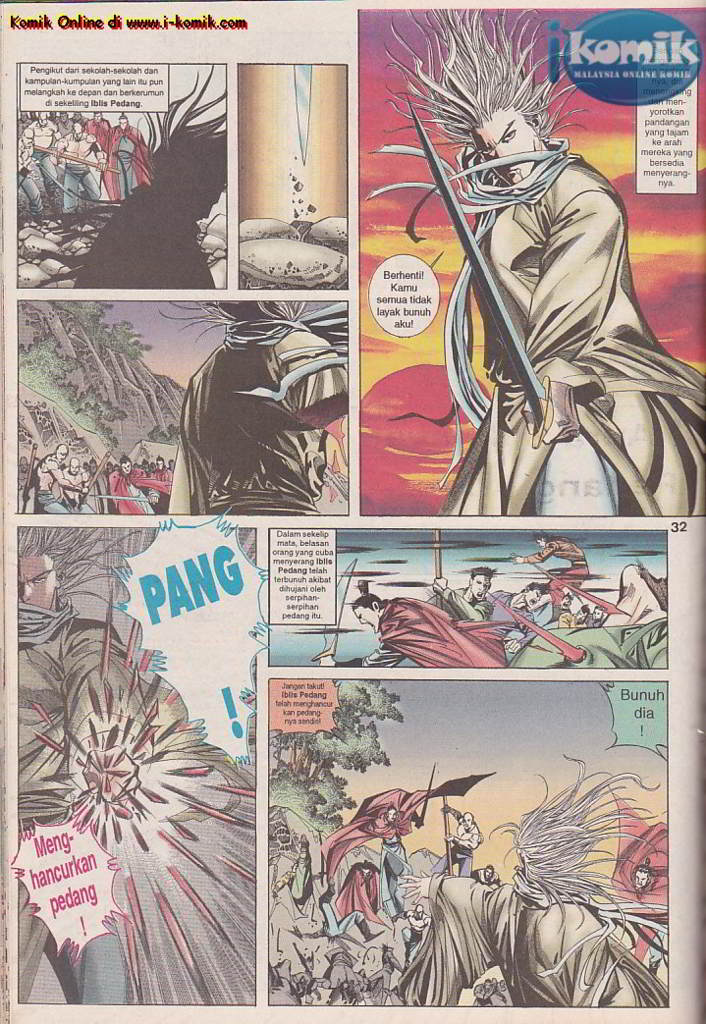 Komik Online di www.i-komik.com
ikomik
MALAYSIA ONLINE KOMIK
Pengikut dari sekolah-sekolah dan
kampulan-kumpulan yang lain itu pun
melangkah ke depan dan berkerumun
di sekeliling Iblis Pedang.
dan men-
yorotkan
pandangan
yang tajam
ke arah
mereka yang
bersedia
menyerang-
nya.
Berhenti!
Kamu
semua tidak
layak bunuh
aku!
32
PANG
!
Meng-
hancurkan
pedang
!
Dalam sekelip
mata, belasan
orang yang cuba
menyerang Iblis
Pedang telah
terbunuh akibat
dihujani oleh
serpihan-
serpihan
pedang itu.
Jangan takut!
Iblis Pedang
telah menghancur
kan pedang-
nya sendiri!
Bunuh
dia
!